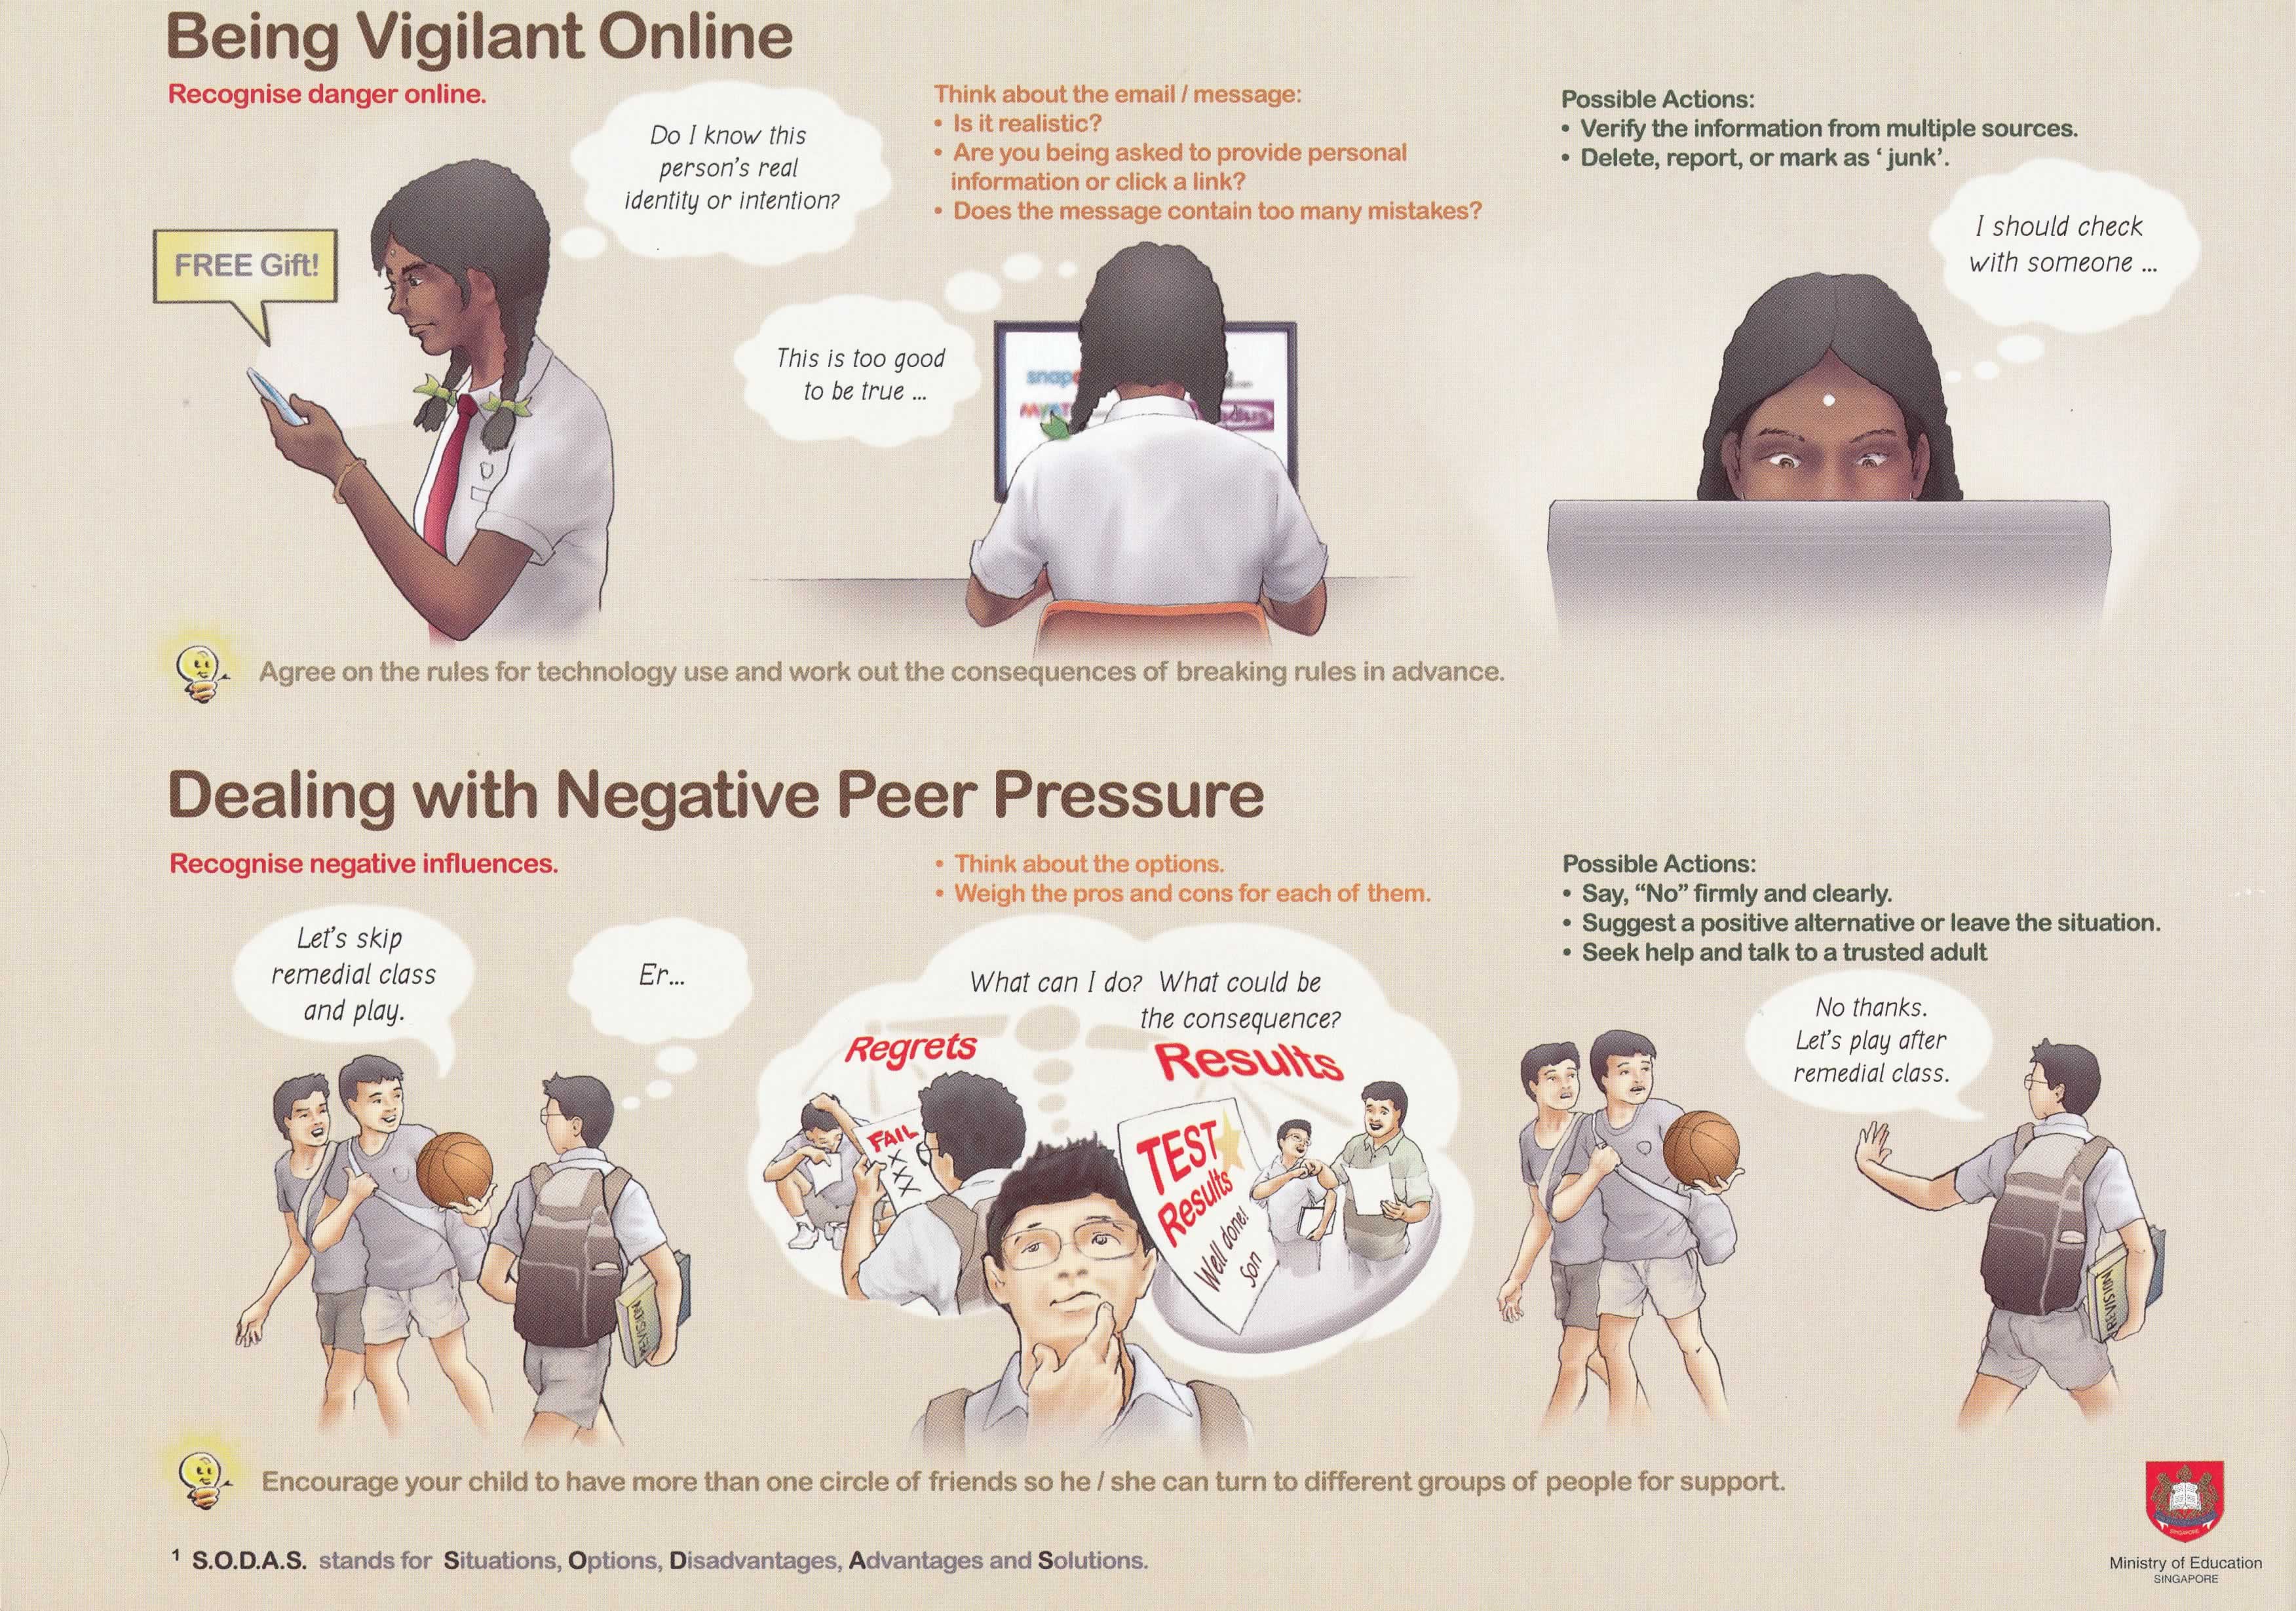 Being Vigilant Online
Recognise danger online.
Do I know this
person's real
identity or intention?
FREE Gift!
Think about the email / message:
• Is it realistic?
• Are you being asked to provide personal
information or click a link?
• Does the message contain too many mistakes?
This is too good
to be true ...
Possible Actions:
• Verify the information from multiple sources.
• Delete, report, or mark as ‘ junk’.
I should check
with someone ...
Agree on the rules for technology use and work out the consequences of breaking rules in advance.
Dealing with Negative Peer Pressure
Recognise negative influences.
Let's skip
remedial class
and play.
Er...
REVISION
• Think about the options.
• Weigh the pros and cons for each of them.
What can I do? What could be
the consequence?
Regrets
FAIL
XXX
Results
TEST
Results
Well done!
Son
Possible Actions:
• Say, “No” firmly and clearly.
• Suggest a positive alternative or leave the situation.
• Seek help and talk to a trusted adult
No thanks.
Let's play after
remedial class.
REVISION
Encourage your child to have more than one circle of friends so he / she can turn to different groups of people for support.
1 S.O.D.A.S. stands for Situations, Options, Disadvantages, Advantages and Solutions.
SINGAPORE
Ministry of Education
SINGAPORE